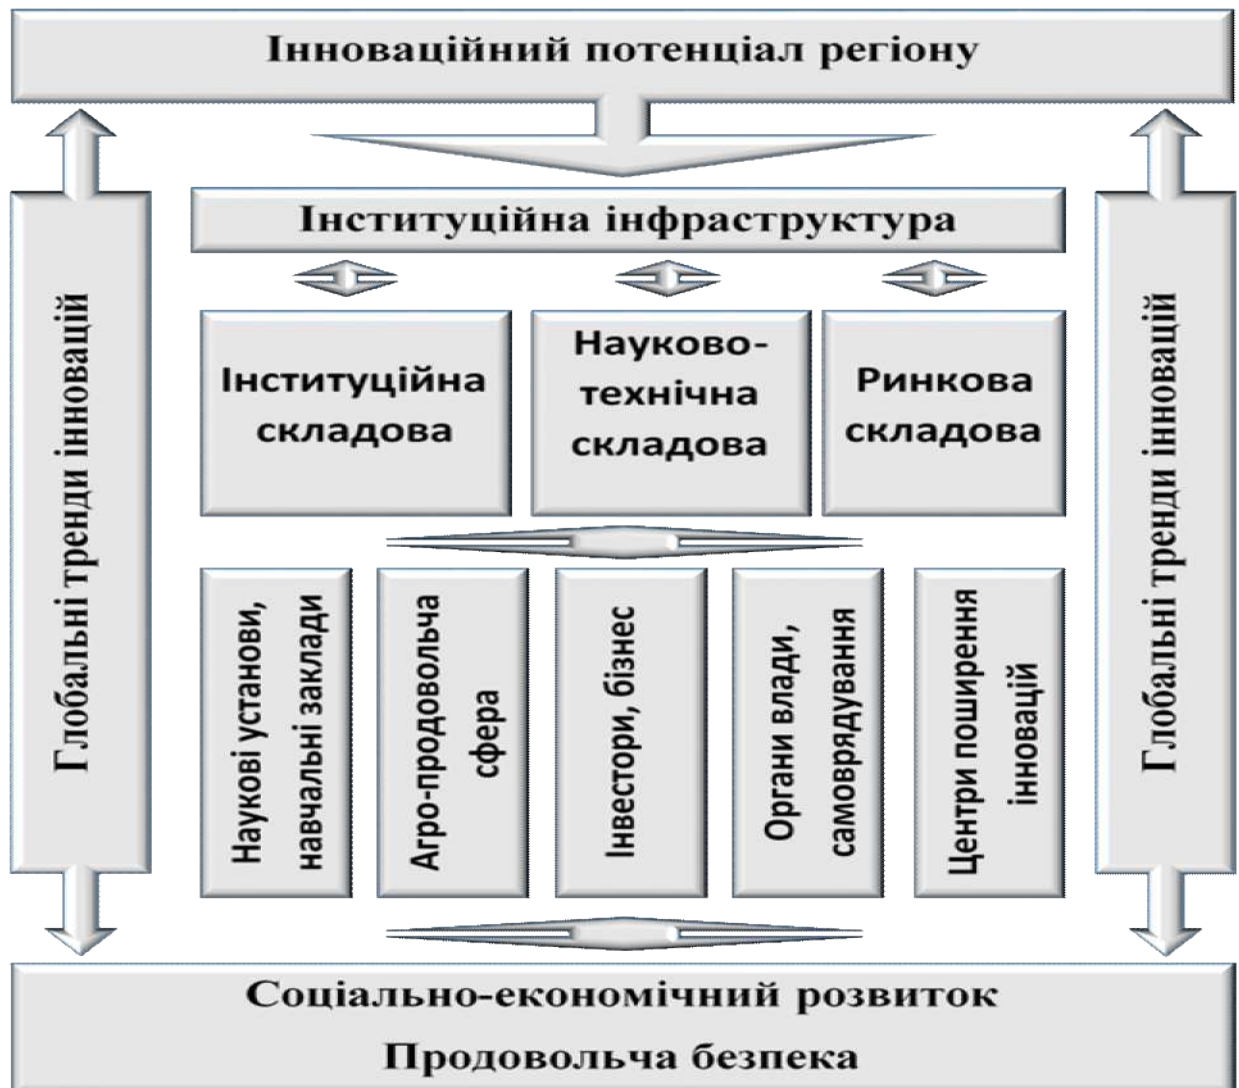 Інноваційний потенціал регіону
Інституційна інфраструктура
Глобальні тренди інновацій
Інституційна
складова
Науково-
технічна
складова
Ринкова
складова
Глобальні тренди інновацій
Наукові установи,
навчальні заклади
Агро-продовольча
сфера
Інвестори, бізнес
Органи влади,
самоврядування
Центри поширення
інновацій
Соціально-економічний розвиток
Продовольча безпека